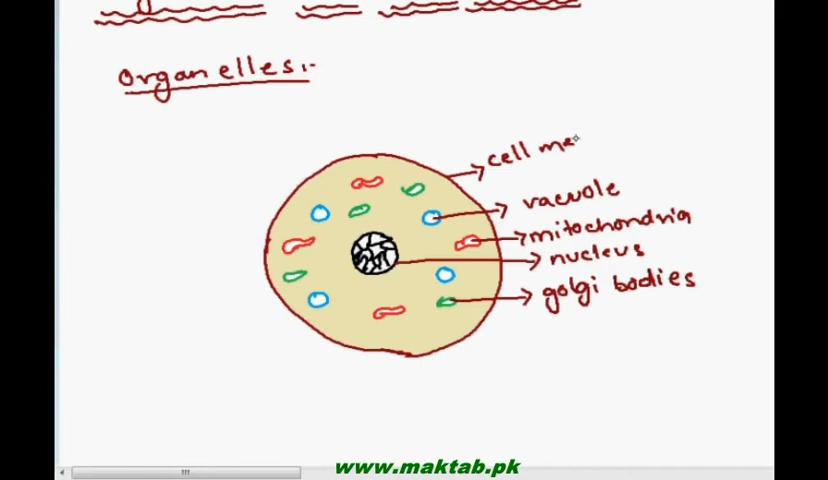 Organelles:-
cell me
vacuole
mitochondria
nucleus
golgi bodies
www.maktab.pk